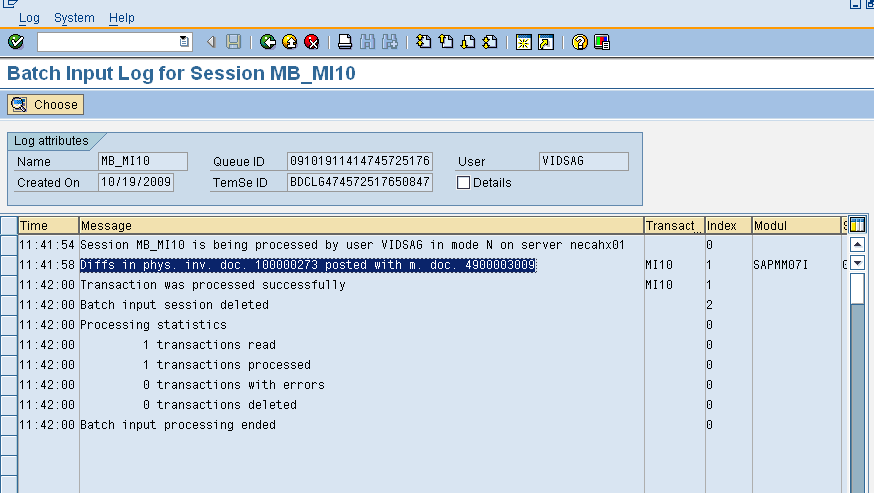 Log System Help
Batch Input Log for Session MB_MI10
Choose
Log attributes
Name MB_MI10 Queue ID 09101911414745725176 User VIDSAG
Created On 10/19/2009 TemSe ID BDCLG474572517650847 Details
Time Message Transact... Index Modul
11:41:54 Session MB_MI10 is being processed by user VIDSAG in mode N on server necahx01 0
11:41:58 Diffs in phys. inv. doc. 100000273 posted with m. doc. 4900003009 MI10 1 SAPMM07I
11:42:00 Transaction was processed successfully MI10 1
11:42:00 Batch input session deleted 2
11:42:00 Processing statistics 0
11:42:00 1 transactions read 0
11:42:00 1 transactions processed 0
11:42:00 0 transactions with errors 0
11:42:00 0 transactions deleted 0
11:42:00 Batch input processing ended 0